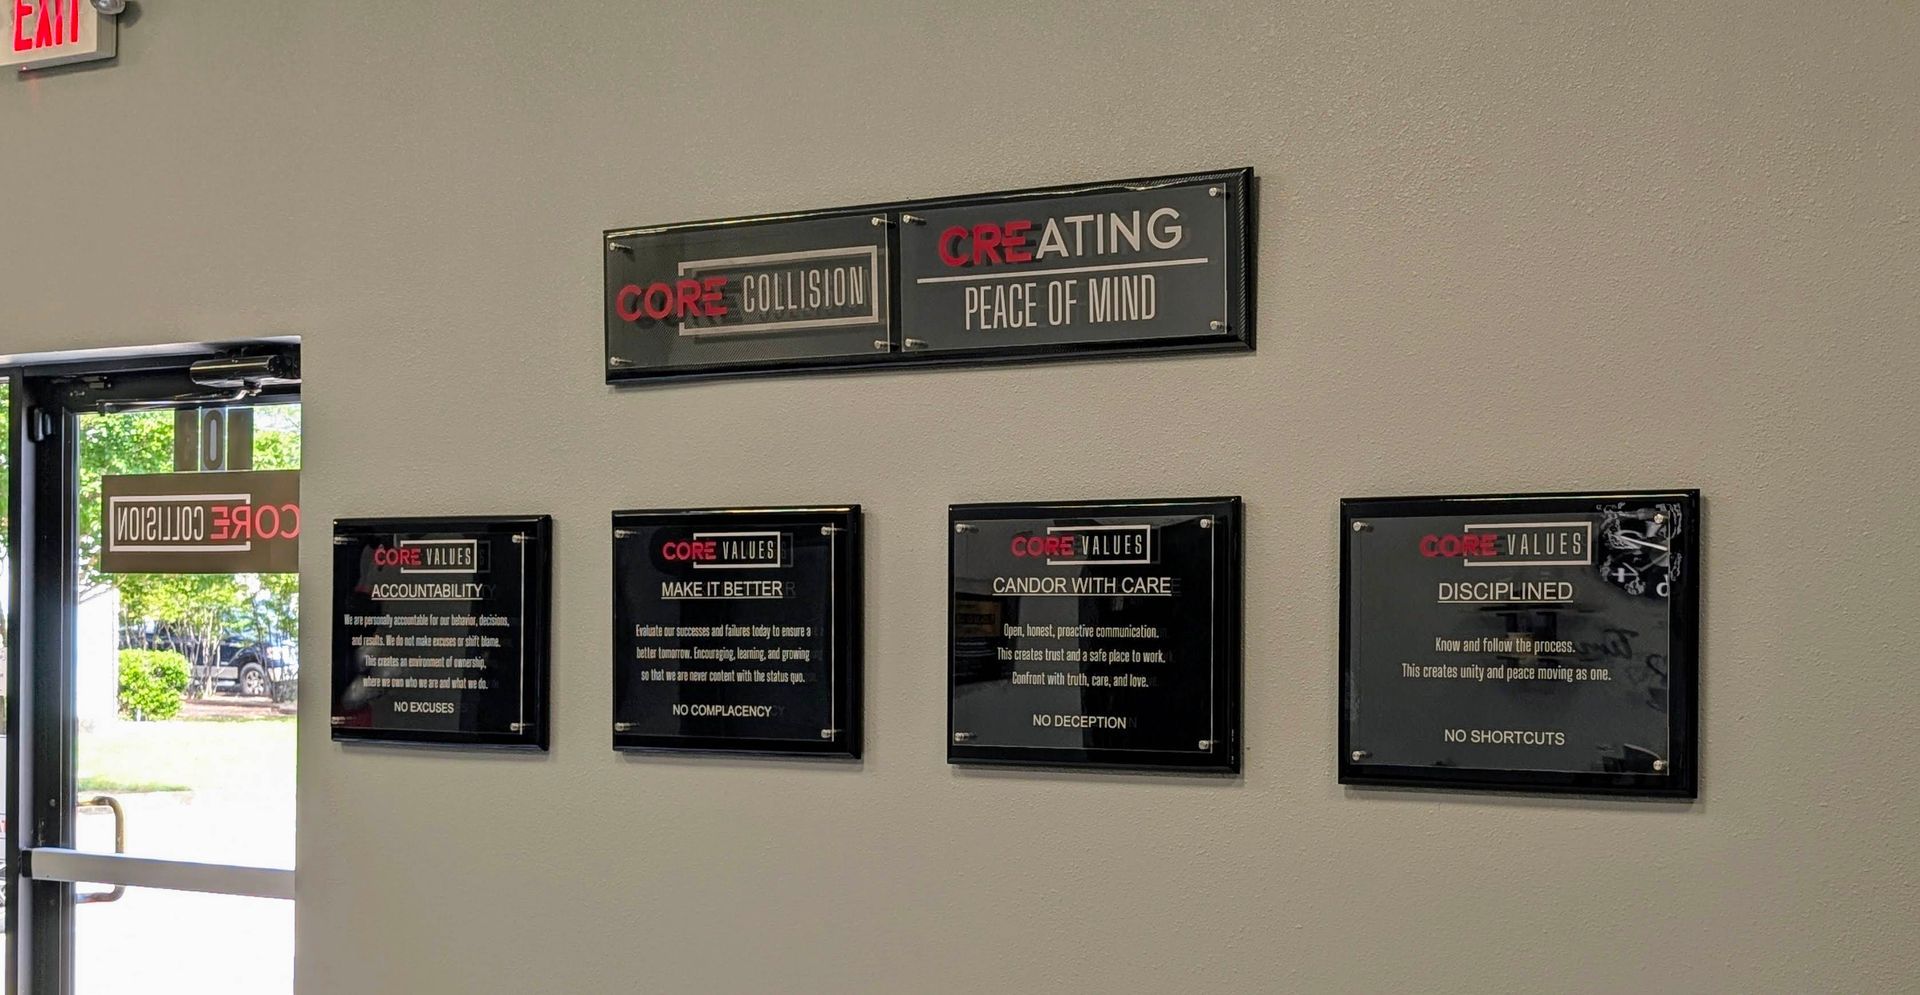 EXIT
CORE COLLISION
CREATING
PEACE OF MIND
CORE COLLISION
CORE VALUES
ACCOUNTABILITY
We are personally accountable for our behavior, decisions,
and results. We do not make excuses or shift blame.
This creates an environment of ownership,
where we own who we are and what we do.
NO EXCUSES
CORE VALUES
MAKE IT BETTER
Evaluate our successes and failures today to ensure a
better tomorrow. Encouraging, learning, and growing
so that we are never content with the status quo.
NO COMPLACENCY
CORE VALUES
CANDOR WITH CARE
Open, honest, proactive communication.
This creates trust and a safe place to work.
Confront with truth, care, and love.
NO DECEPTION
CORE VALUES
DISCIPLINED
Know and follow the process.
This creates unity and peace moving as one.
NO SHORTCUTS